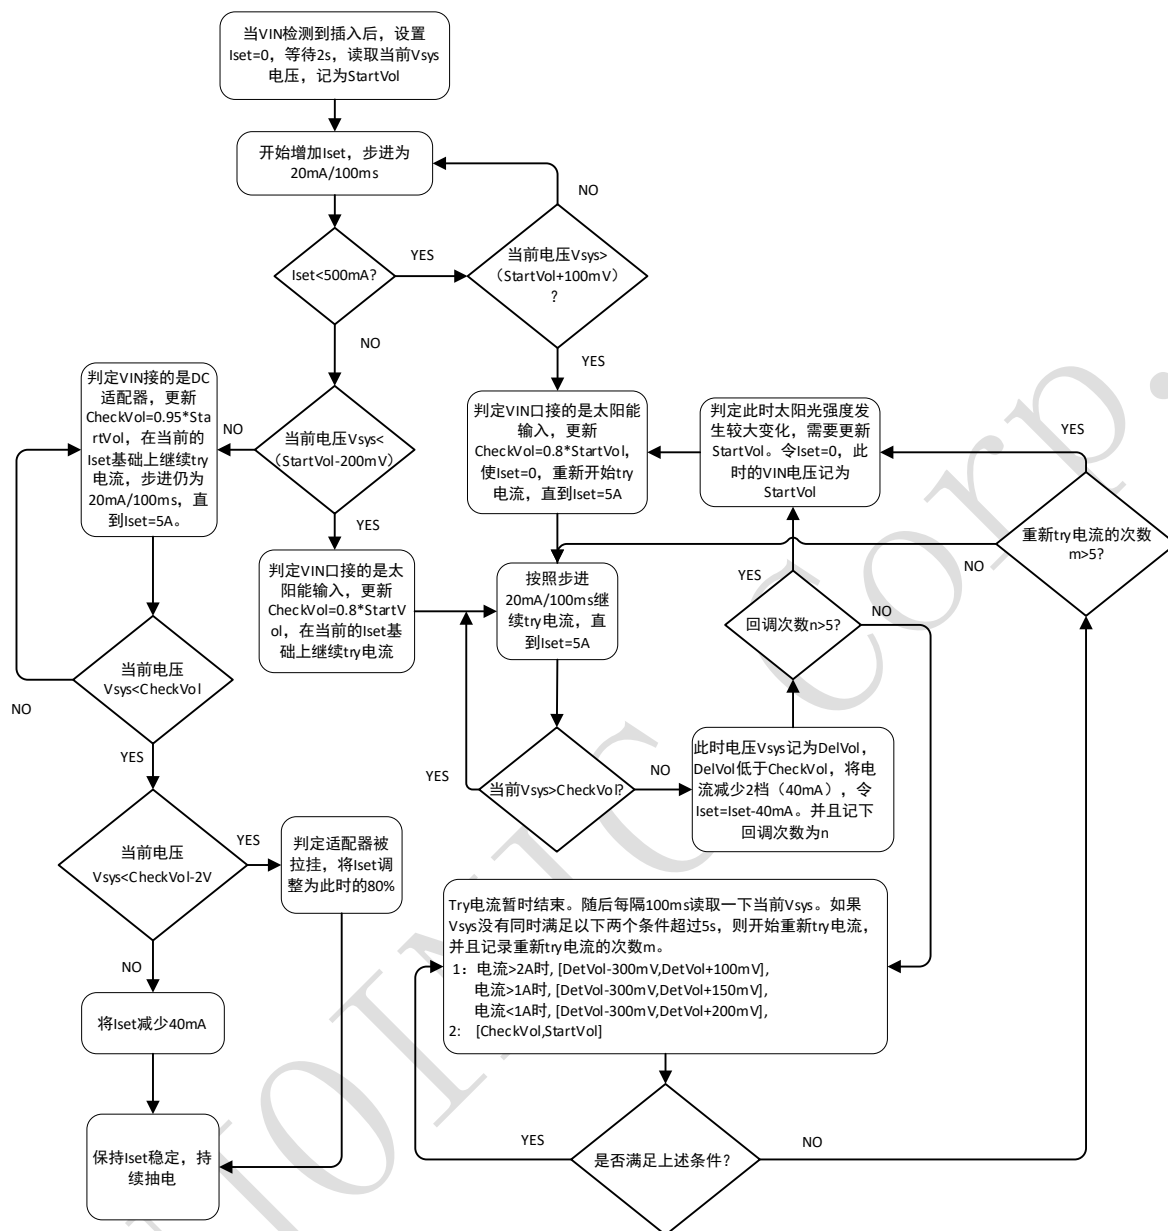 当VIN检测到插入后，设置
Iset=0，等待2s，读取当前Vsys
电压，记为StartVol
开始增加Iset，步进为
20mA/100ms
NO
Iset<500mA?
YES
当前电压Vsys>
（StartVol+100mV）
？
NO
YES
判定VIN接的是DC
适配器，更新
CheckVol=0.95*Sta
rtVol，在当前的
Iset基础上继续try
电流，步进仍为
20mA/100ms，直
到Iset=5A。
NO
当前电压Vsys<
（StartVol-200mV）
YES
判定VIN口接的是太阳能
输入，更新
CheckVol=0.8*StartVol，
使Iset=0，重新开始try
电流，直到Iset=5A
判定此时太阳光强度发
生较大变化，需要更新
StartVol。令Iset=0，此
时的VIN电压记为
StartVol
YES
重新try电流的次数
m>5?
NO
判定VIN口接的是太
阳能输入，更新
CheckVol=0.8*StartV
ol，在当前的Iset基
础上继续try电流
按照步进
20mA/100ms继
续try电流，直
到Iset=5A
YES
回调次数n>5?
NO
当前电压
Vsys<CheckVol
NO
YES
当前Vsys>CheckVol?
YES
NO
此时电压Vsys记为DelVol，
DelVol低于CheckVol，将电
流减少2档（40mA），令
Iset=Iset-40mA。并且记下
回调次数为n
当前电压
Vsys<CheckVol-2V
YES
判定适配器被
拉挂，将Iset调
整为此时的80%
NO
将Iset减少40mA
保持Iset稳定，持
续抽电
Try电流暂时结束。随后每隔100ms读取一下当前Vsys。如果
Vsys没有同时满足以下两个条件超过5s，则开始重新try电流，
并且记录重新try电流的次数m。
1：电流>2A时, [DetVol-300mV,DetVol+100mV],
电流>1A时, [DetVol-300mV,DetVol+150mV],
电流<1A时, [DetVol-300mV,DetVol+200mV],
2: [CheckVol,StartVol]
YES
是否满足上述条件？
NO
INJOINIC Corp.